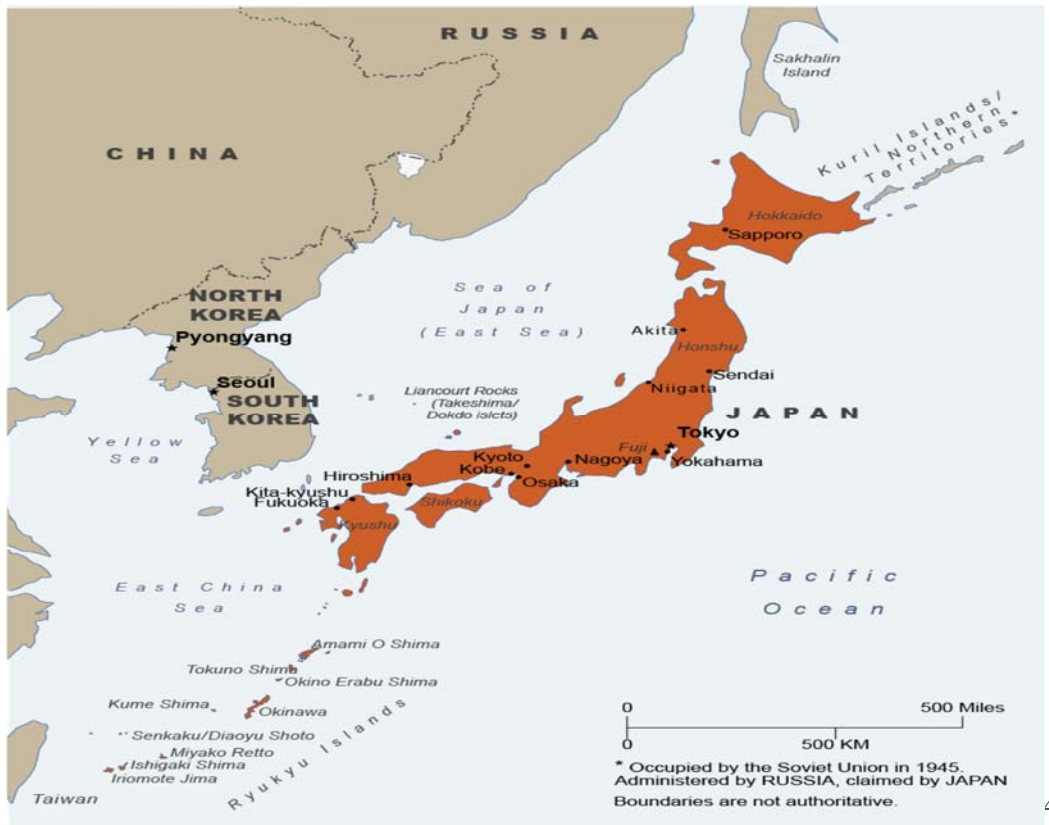 RUSSIA
Sakhalin
Island
CHINA
Kuril Islands/
Northern
Territories*
Hokkaido
Sapporo
NORTH
KOREA
Pyongyang
Sea of
Japan
(East Sea)
Akita
Honshu
Seoul
SOUTH
KOREA
Liancourt Rocks
(Takeshima/
Dokdo islets)
Sendai
Niigata
JAPAN
Yellow
Sea
Tokyo
Fuji
Kyoto
Nagoya
Yokahama
Kobe
Hiroshima
Osaka
Kita-kyushu
Fukuoka
Shikoku
Kyushu
East China
Sea
Pacific
Ocean
Amami O Shima
Tokuno Shima
Okino Erabu Shima
Kume Shima
Okinawa
Senkaku/Diaoyu Shoto
Miyako Retto
Ishigaki Shima
Iriomote Jima
Ryukyu Islands
Taiwan
0 500 Miles
0 500 KM
* Occupied by the Soviet Union in 1945.
Administered by RUSSIA, claimed by JAPAN
Boundaries are not authoritative.